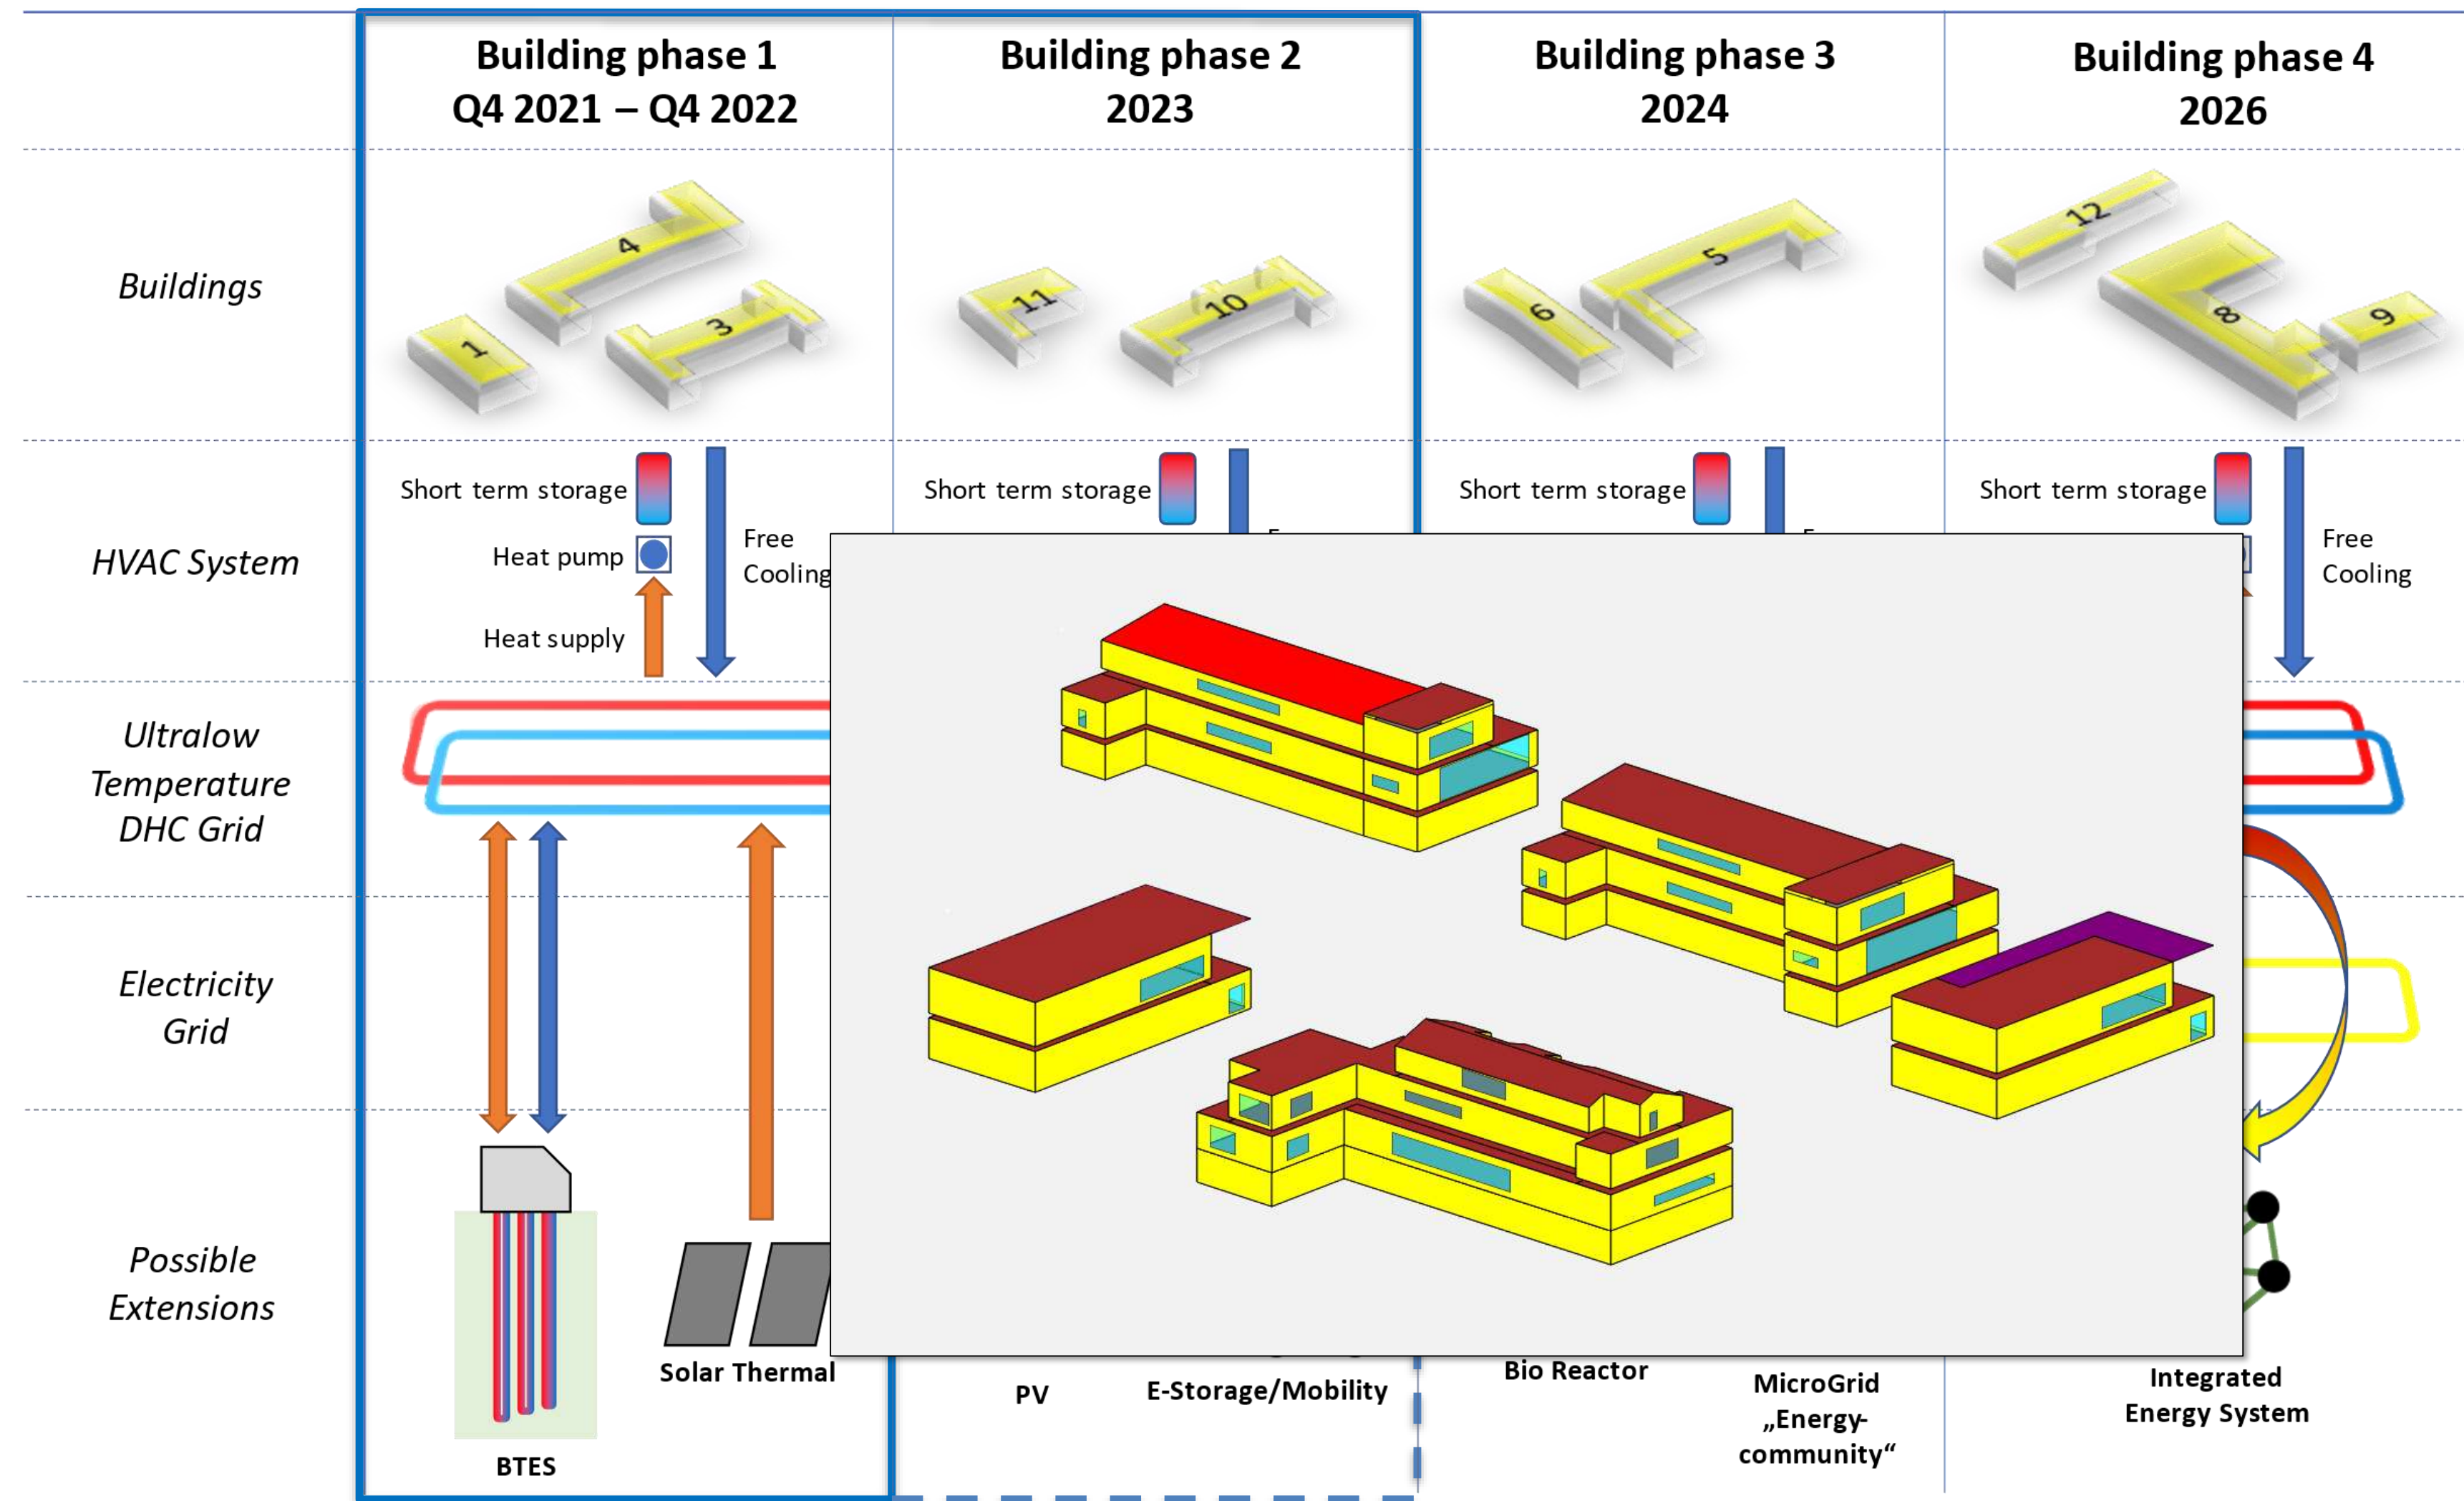 Building phase 1
Q4 2021 – Q4 2022
Building phase 2
2023
Building phase 3
2024
Building phase 4
2026
Buildings
1
4
3
11
10
6
5
12
8
9
HVAC System
Short term storage
Heat pump
Heat supply
Free
Cooling
Short term storage
Short term storage
Short term storage
Free
Cooling
Ultralow
Temperature
DHC Grid
Electricity
Grid
Possible
Extensions
BTES
Solar Thermal
PV
E-Storage/Mobility
Bio Reactor
MicroGrid
„Energy-
community“
Integrated
Energy System